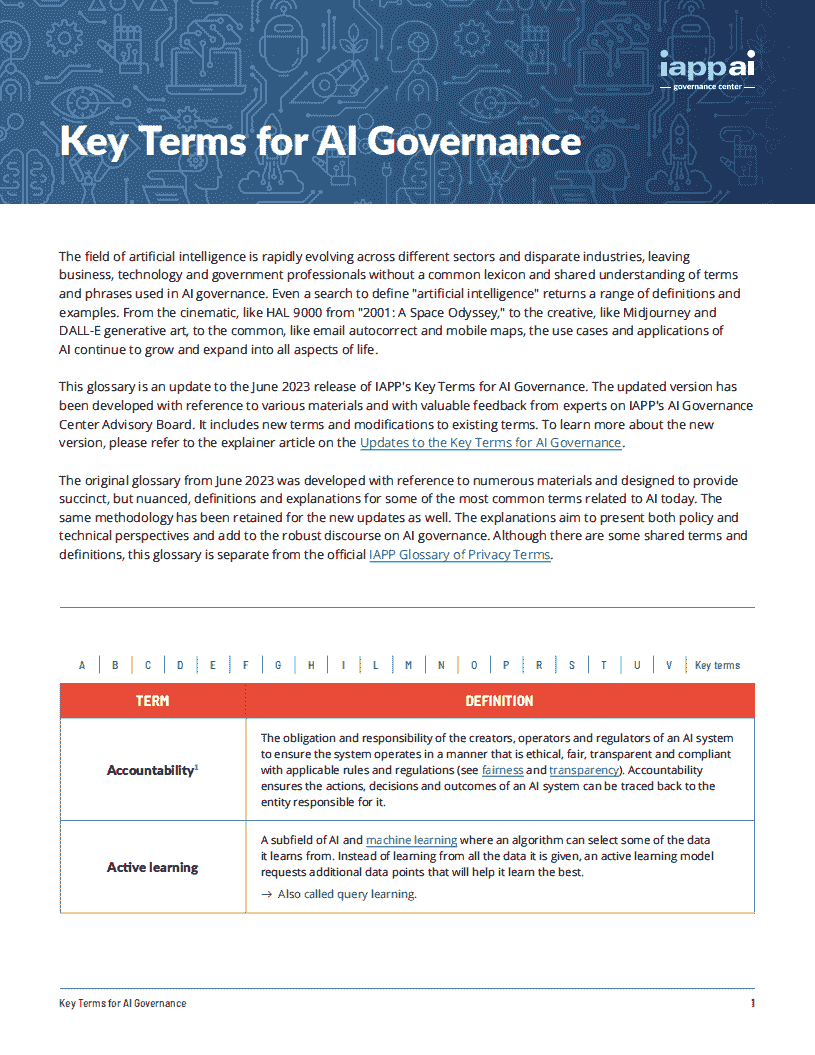 iapp ai
governance center
Key Terms for AI Governance
The field of artificial intelligence is rapidly evolving across different sectors and disparate industries, leaving
business, technology and government professionals without a common lexicon and shared understanding of terms
and phrases used in AI governance. Even a search to define "artificial intelligence" returns a range of definitions and
examples. From the cinematic, like HAL 9000 from "2001: A Space Odyssey," to the creative, like Midjourney and
DALL-E generative art, to the common, like email autocorrect and mobile maps, the use cases and applications of
AI continue to grow and expand into all aspects of life.
This glossary is an update to the June 2023 release of IAPP's Key Terms for AI Governance. The updated version has
been developed with reference to various materials and with valuable feedback from experts on IAPP's AI Governance
Center Advisory Board. It includes new terms and modifications to existing terms. To learn more about the new
version, please refer to the explainer article on the Updates to the Key Terms for AI Governance.
The original glossary from June 2023 was developed with reference to numerous materials and designed to provide
succinct, but nuanced, definitions and explanations for some of the most common terms related to AI today. The
same methodology has been retained for the new updates as well. The explanations aim to present both policy and
technical perspectives and add to the robust discourse on AI governance. Although there are some shared terms and
definitions, this glossary is separate from the official IAPP Glossary of Privacy Terms.
A B C D E F G H I L M N O P R S T U V Key terms
TERM DEFINITION
Accountability¹
The obligation and responsibility of the creators, operators and regulators of an AI system
to ensure the system operates in a manner that is ethical, fair, transparent and compliant
with applicable rules and regulations (see fairness and transparency). Accountability
ensures the actions, decisions and outcomes of an AI system can be traced back to the
entity responsible for it.
Active learning
A subfield of AI and machine learning where an algorithm can select some of the data
it learns from. Instead of learning from all the data it is given, an active learning model
requests additional data points that will help it learn the best.
→ Also called query learning.
Key Terms for AI Governance 1